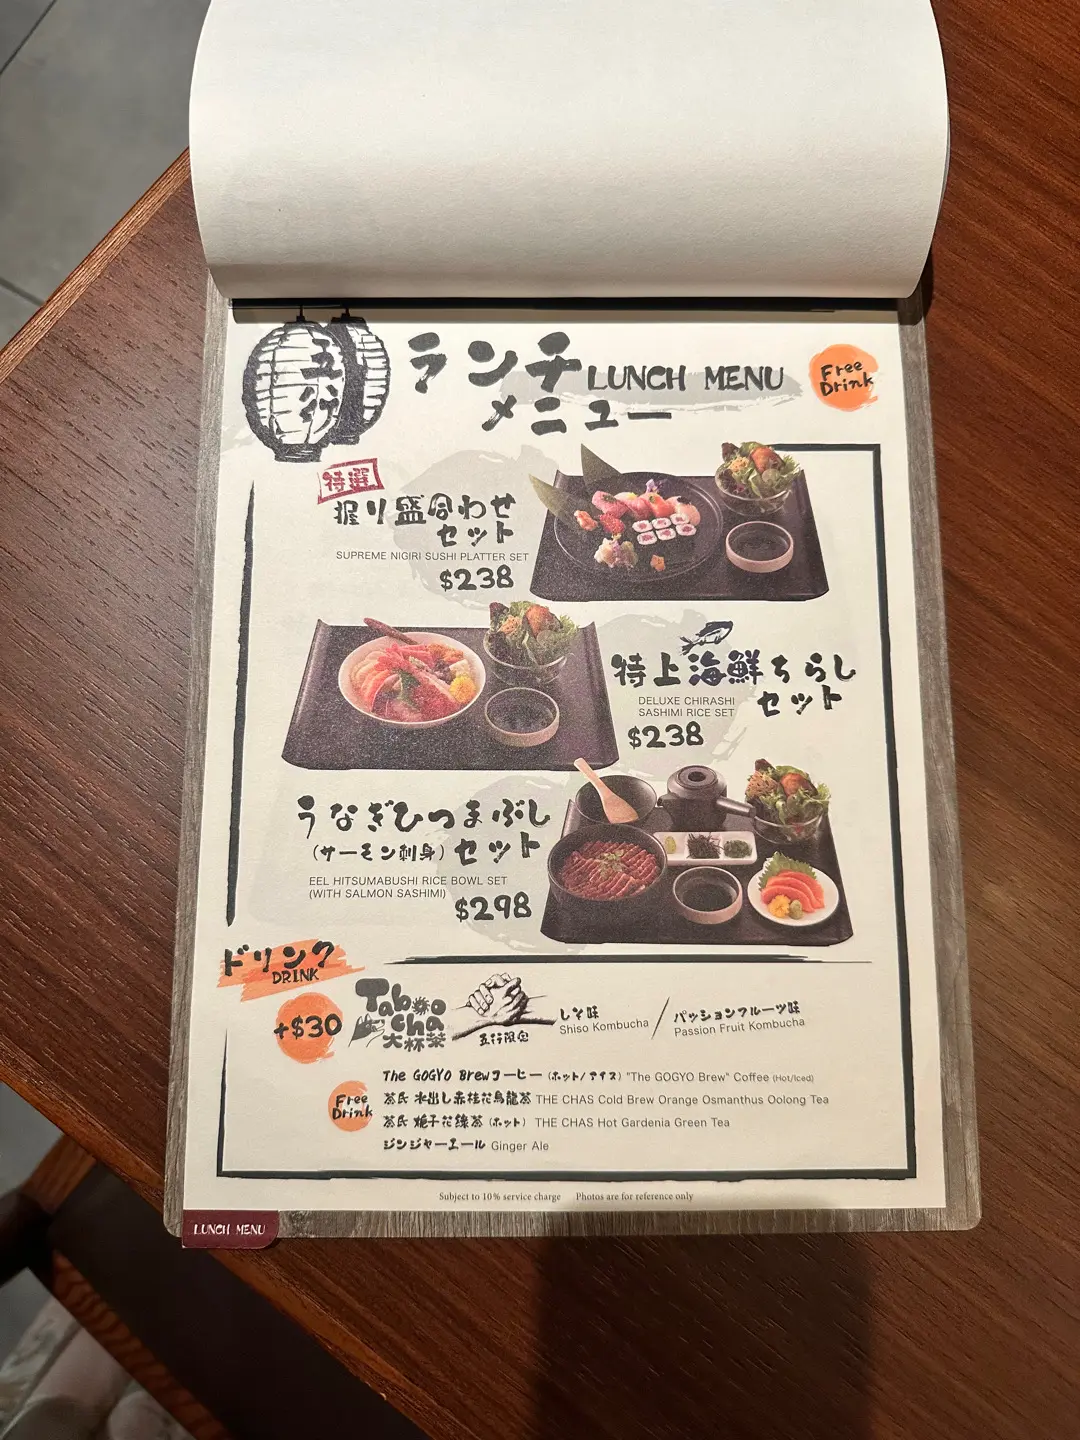 五行
ランチ
メニュー
LUNCH MENU
Free
Drink
特選
握り盛合わせ
セット
SUPREME NIGIRI SUSHI PLATTER SET
$238
特上海鮮ちらし
セット
DELUXE CHIRASHI
SASHIMI RICE SET
$238
うなぎひつまぶし
(サーモン刺身) セット
EEL HITSUMABUSHI RICE BOWL SET
(WITH SALMON SASHIMI)
$298
ドリンク
DRINK
+$30
Taboo
cha
大杯茶
五行限定
しそ味
Shiso Kombucha
パッションフルーツ味
Passion Fruit Kombucha
Free
Drink
The GOGYO Brewコーヒー (ホット/アイス) "The GOGYO Brew" Coffee (Hot/Iced)
茶氏 水出し赤桂花烏龍茶 THE CHAS Cold Brew Orange Osmanthus Oolong Tea
茶氏 梔子花緑茶 (ホット) THE CHAS Hot Gardenia Green Tea
ジンジャーエール Ginger Ale
Subject to 10% service charge Photos are for reference only
LUNCH MENU